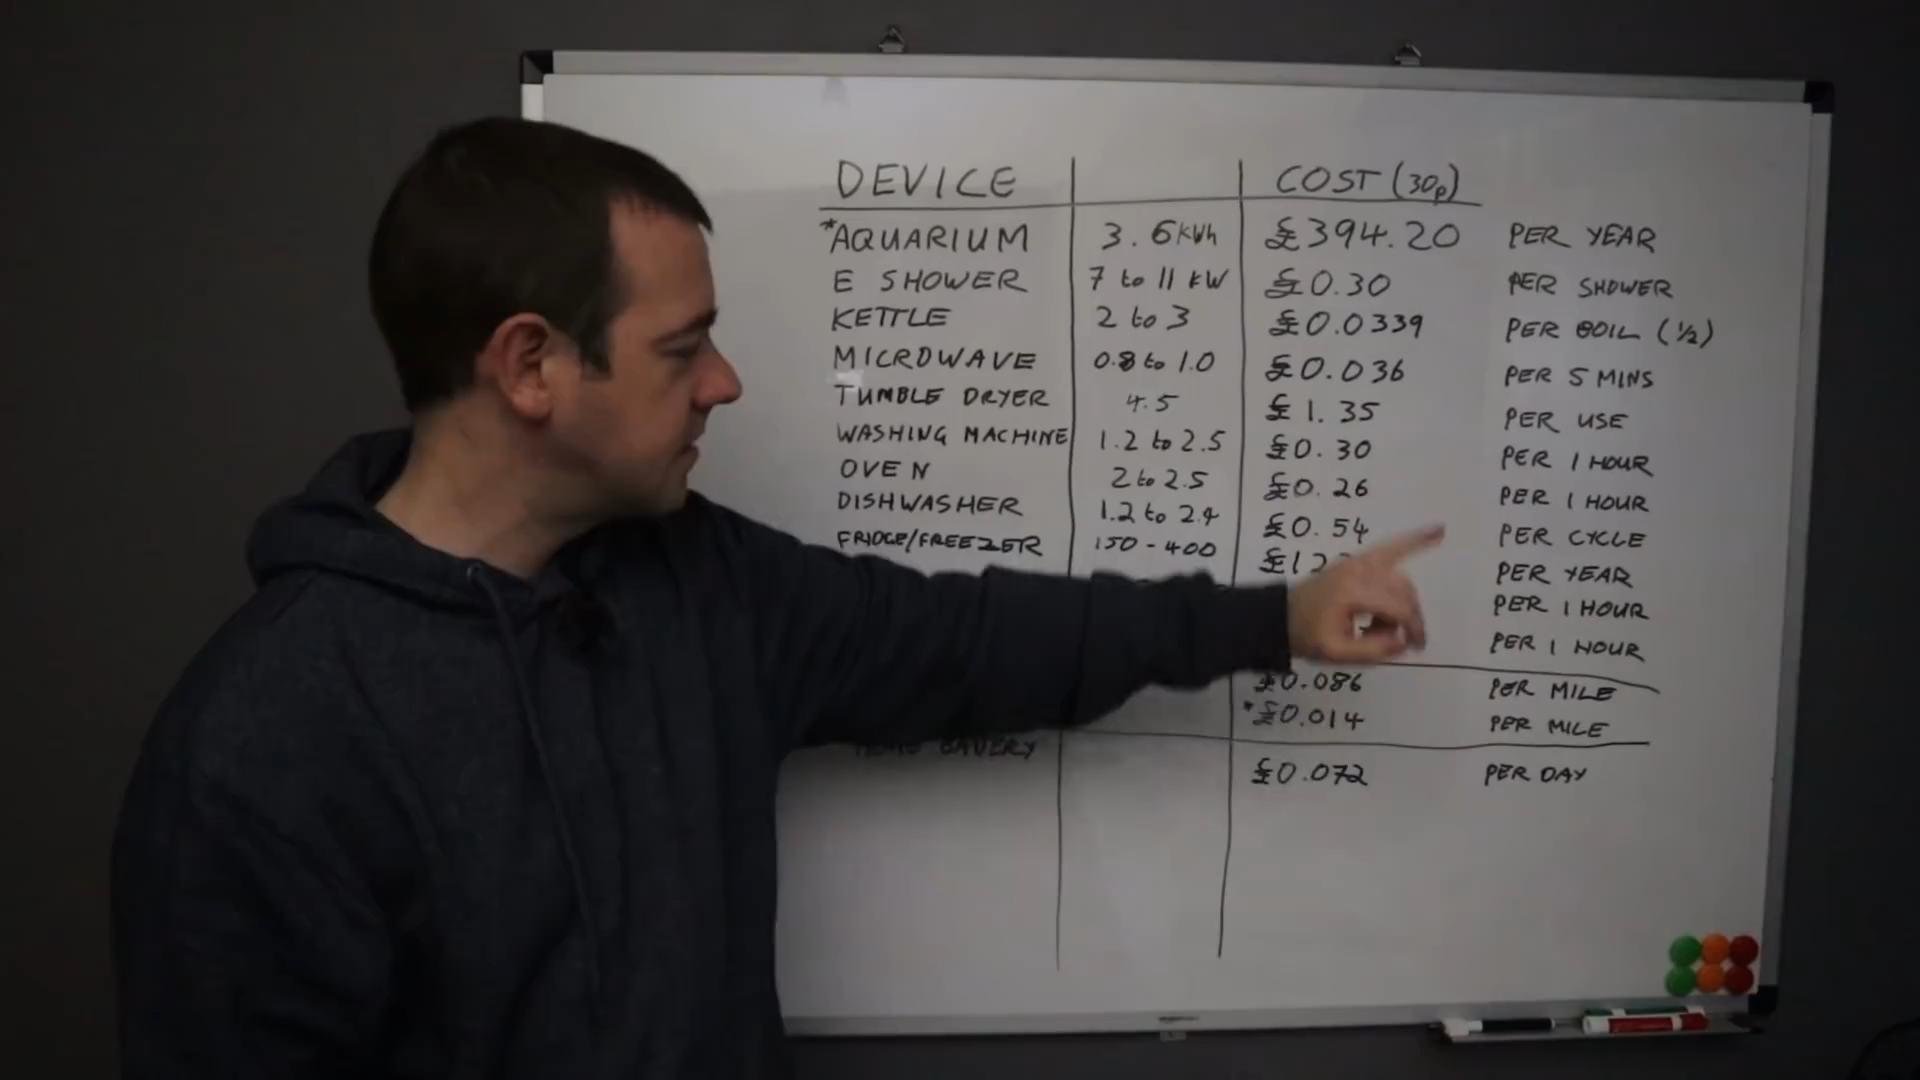 DEVICE COST (30p)
*AQUARIUM 3.6kWh £394.20 PER YEAR
E SHOWER 7 to 11 kW £0.30 PER SHOWER
KETTLE 2 to 3 £0.0339 PER BOIL (1/2)
MICROWAVE 0.8 to 1.0 £0.036 PER 5 MINS
TUMBLE DRYER 4.5 £1.35 PER USE
WASHING MACHINE 1.2 to 2.5 £0.30 PER 1 HOUR
OVEN 2 to 2.5 £0.26 PER 1 HOUR
DISHWASHER 1.2 to 2.4 £0.54 PER CYCLE
FRIDGE/FREEZER 150 - 400 £12 PER YEAR
PER 1 HOUR
PER 1 HOUR
£0.086 PER MILE
*£0.014 PER MILE
£0.072 PER DAY